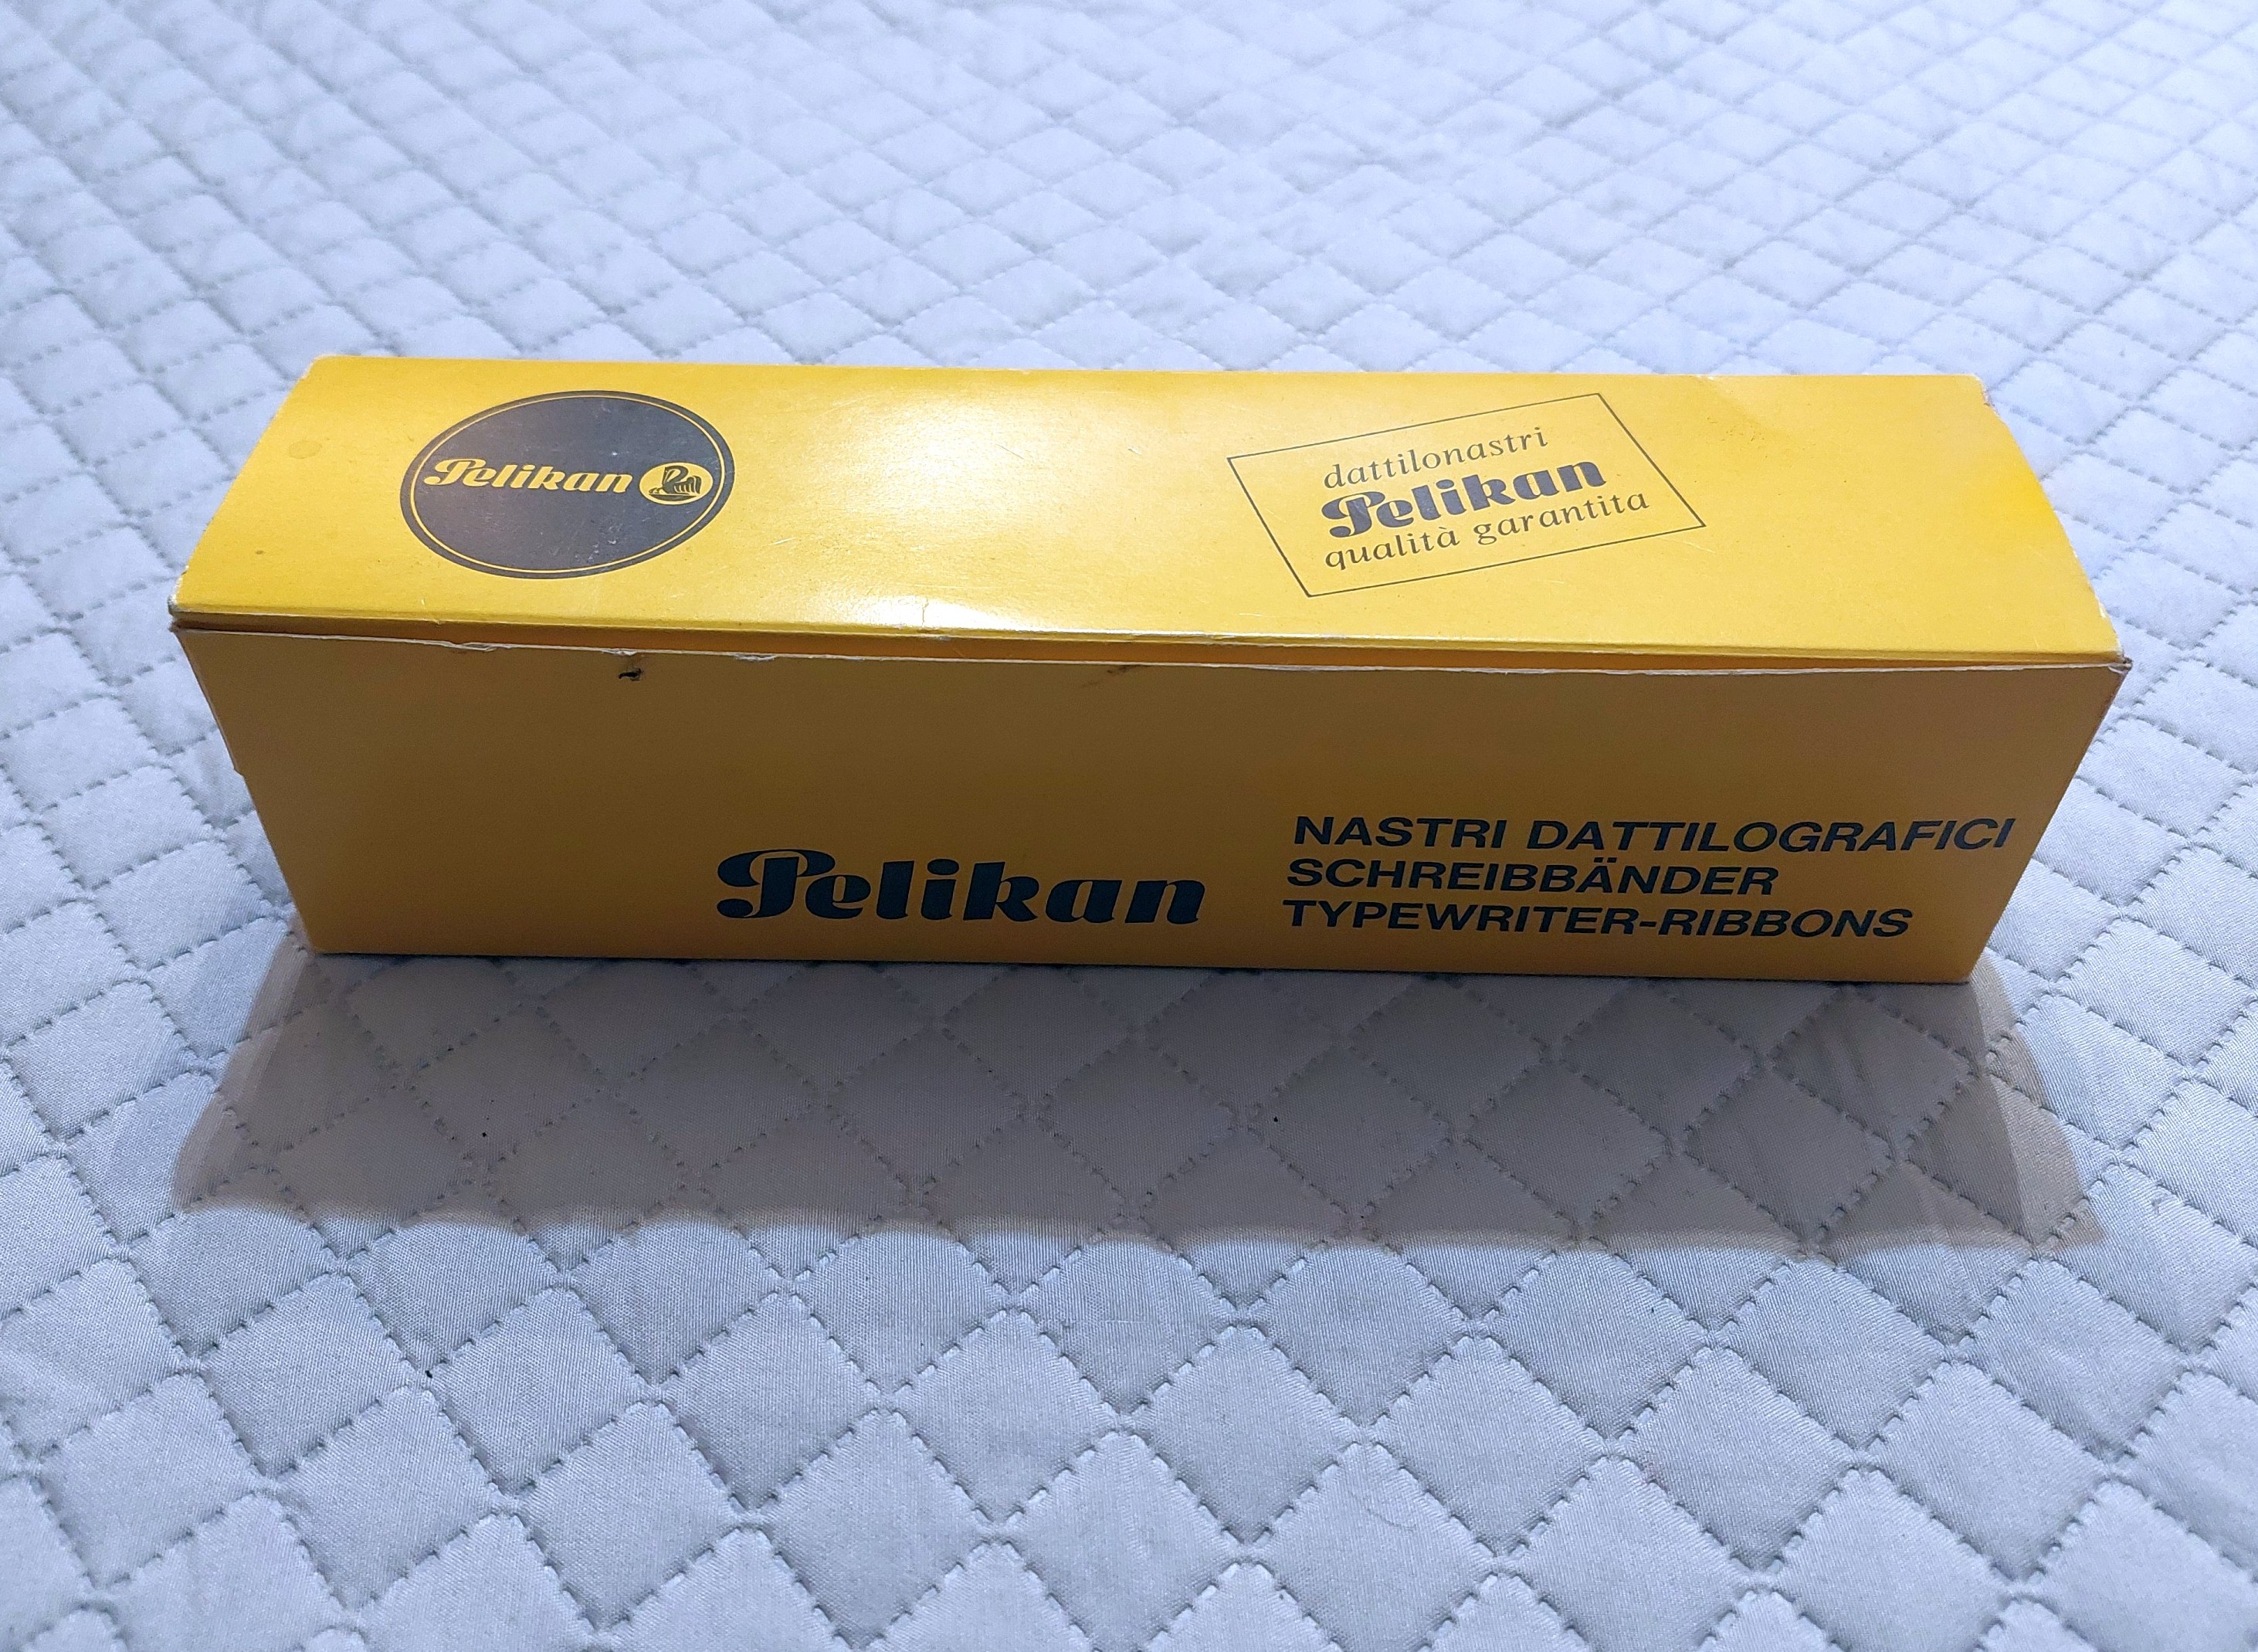 Pelikan
dattilonastri
Pelikan
qualità garantita
Pelikan
NASTRI DATTILOGRAFICI
SCHREIBBÄNDER
TYPEWRITER-RIBBONS